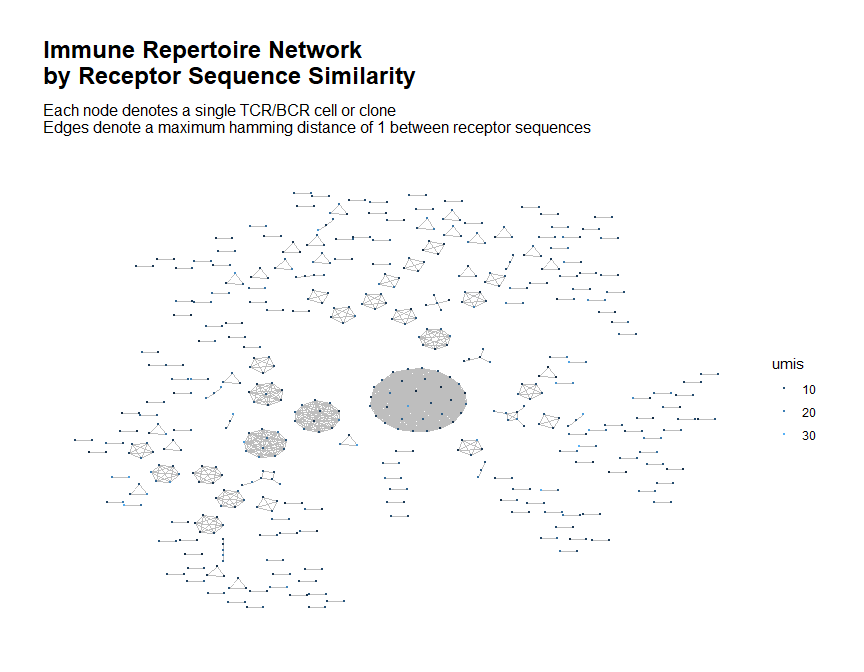 Immune Repertoire Network
by Receptor Sequence Similarity
Each node denotes a single TCR/BCR cell or clone
Edges denote a maximum hamming distance of 1 between receptor sequences
umis
10
20
30